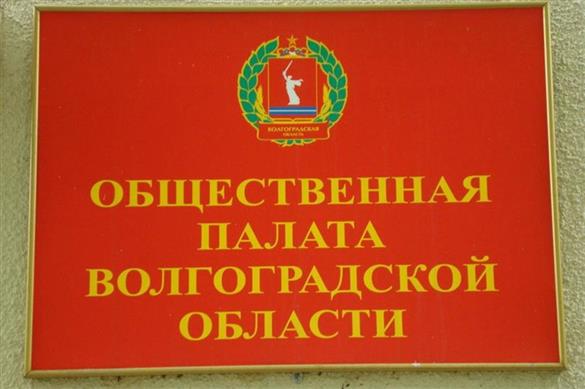 ВОЛГОГРАДСКАЯ
ОБЛАСТЬ
ОБЩЕСТВЕННАЯ
ПАЛАТА
ВОЛГОГРАДСКОЙ
ОБЛАСТИ